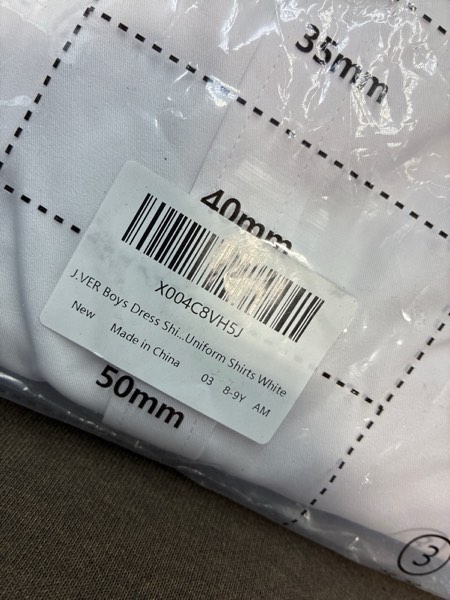 35mm
40mm
X004C8VH5J
J.VER Boys Dress Shi...Uniform Shirts White
New
Made in China 03 8-9Y AM
50mm
3